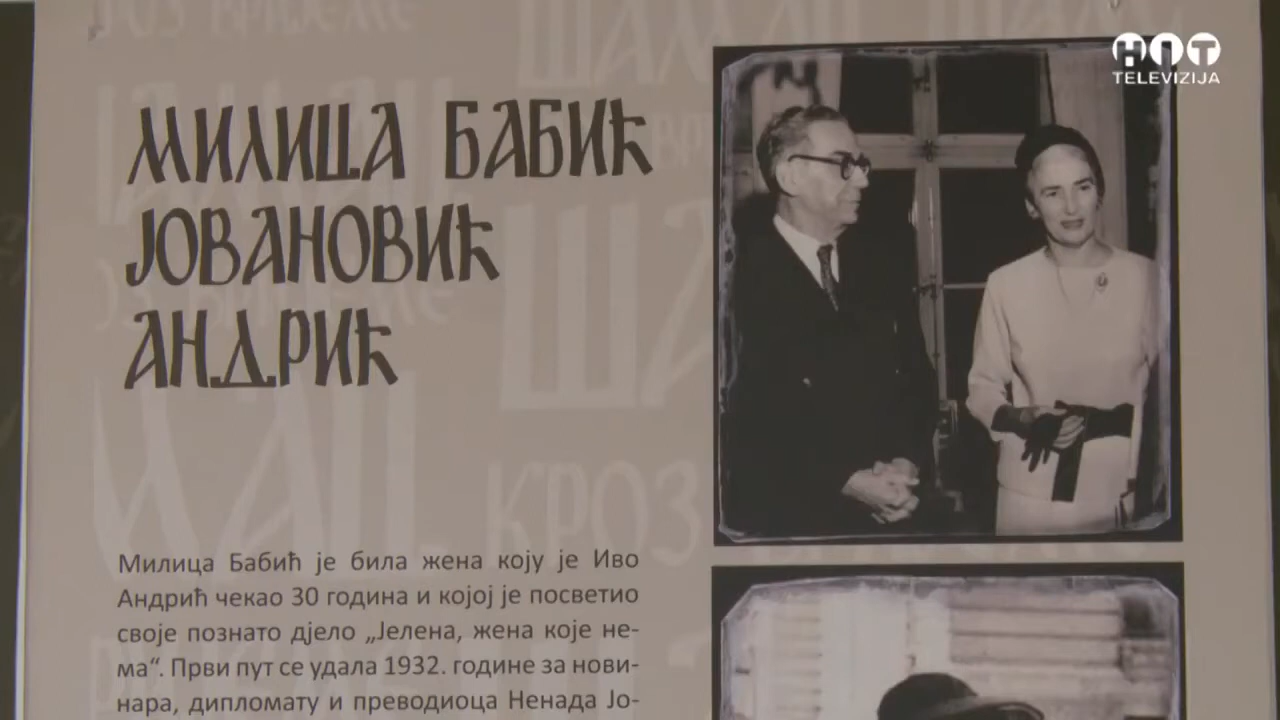 НІТ
TELEVIZIJA
МИЛИЦА БАБИЋ
ЈОВАНОВИЋ
АНДРИЋ
КРОЗ
Милица Бабић је била жена коју је Иво
Андрић чекао 30 година и којој је посветио
своје познато дјело „Јелена, жена које не-
ма“. Први пут се удала 1932. године за нови-
нара, дипломату и преводиоца Ненада Јо-